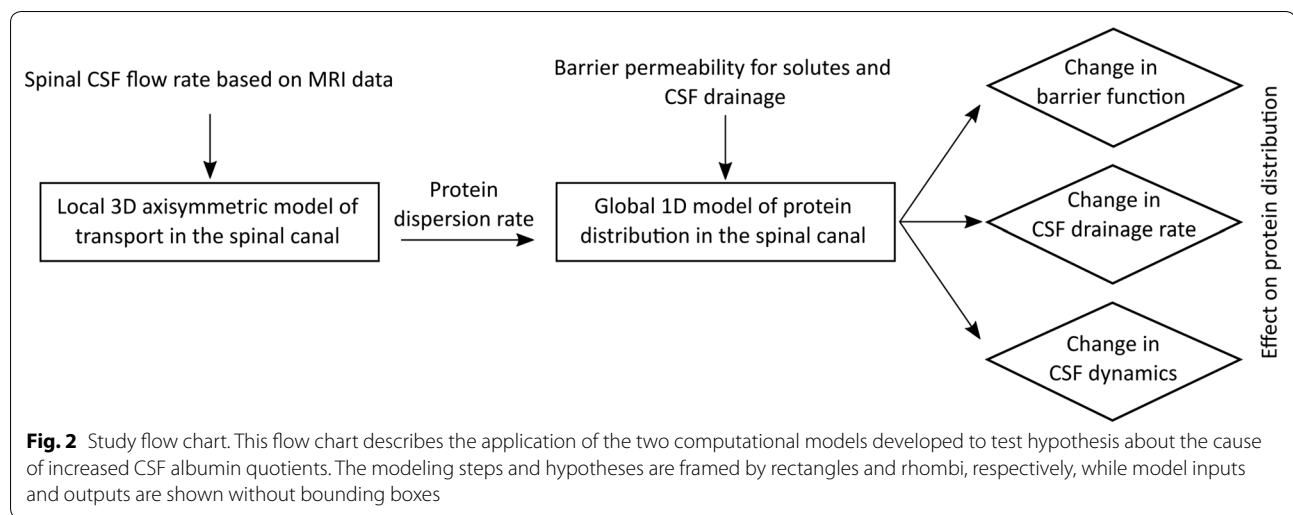 Spinal CSF flow rate based on MRI data
Barrier permeability for solutes and
CSF drainage
Local 3D axisymmetric model of
transport in the spinal canal
Protein
dispersion rate
Global 1D model of protein
distribution in the spinal canal
Change in
barrier function
Change in
CSF drainage rate
Change in
CSF dynamics
Effect on protein distribution
Fig. 2 Study flow chart. This flow chart describes the application of the two computational models developed to test hypothesis about the cause
of increased CSF albumin quotients. The modeling steps and hypotheses are framed by rectangles and rhombi, respectively, while model inputs
and outputs are shown without bounding boxes